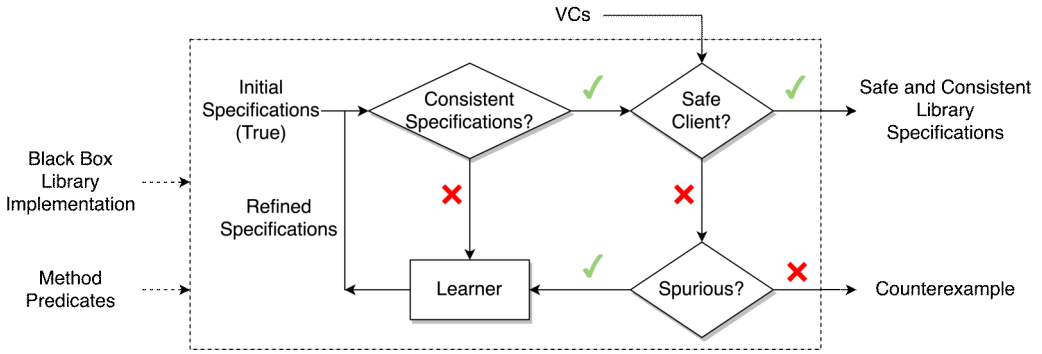 VCs
Initial
Specifications
(True)
Consistent
Specifications?
Safe
Client?
Safe and Consistent
Library
Specifications
Black Box
Library
Implementation
Refined
Specifications
Method
Predicates
Learner
Spurious?
Counterexample